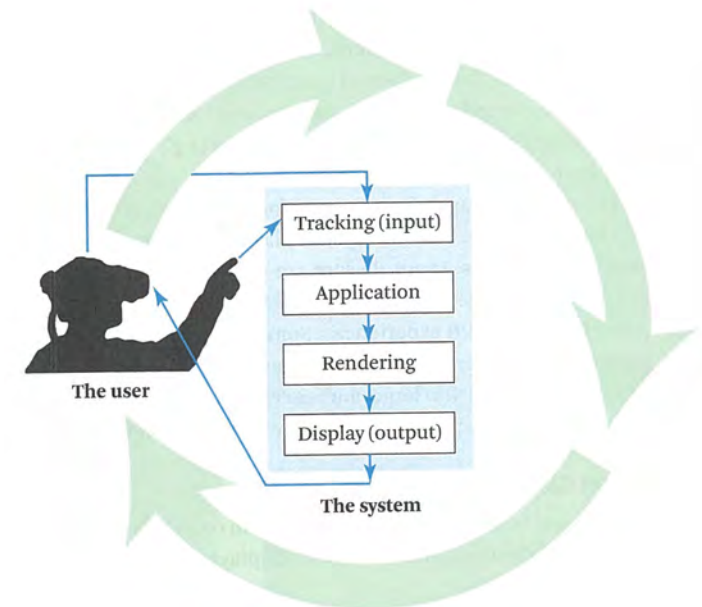 Tracking (input)
Application
Rendering
Display (output)
The user
The system